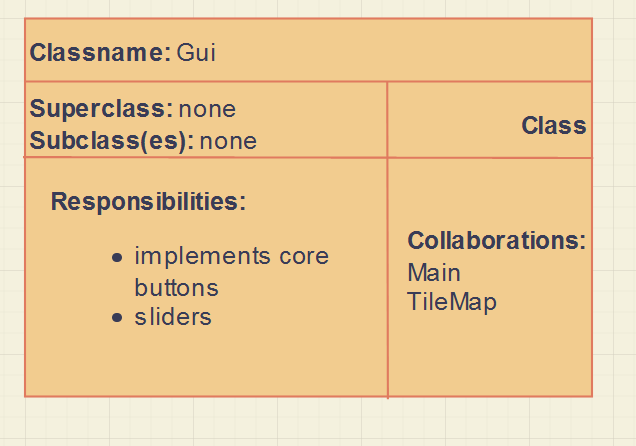 Classname: Gui
Superclass: none
Subclass(es): none
Class
Responsibilities:
• implements core
buttons
• sliders
Collaborations:
Main
TileMap